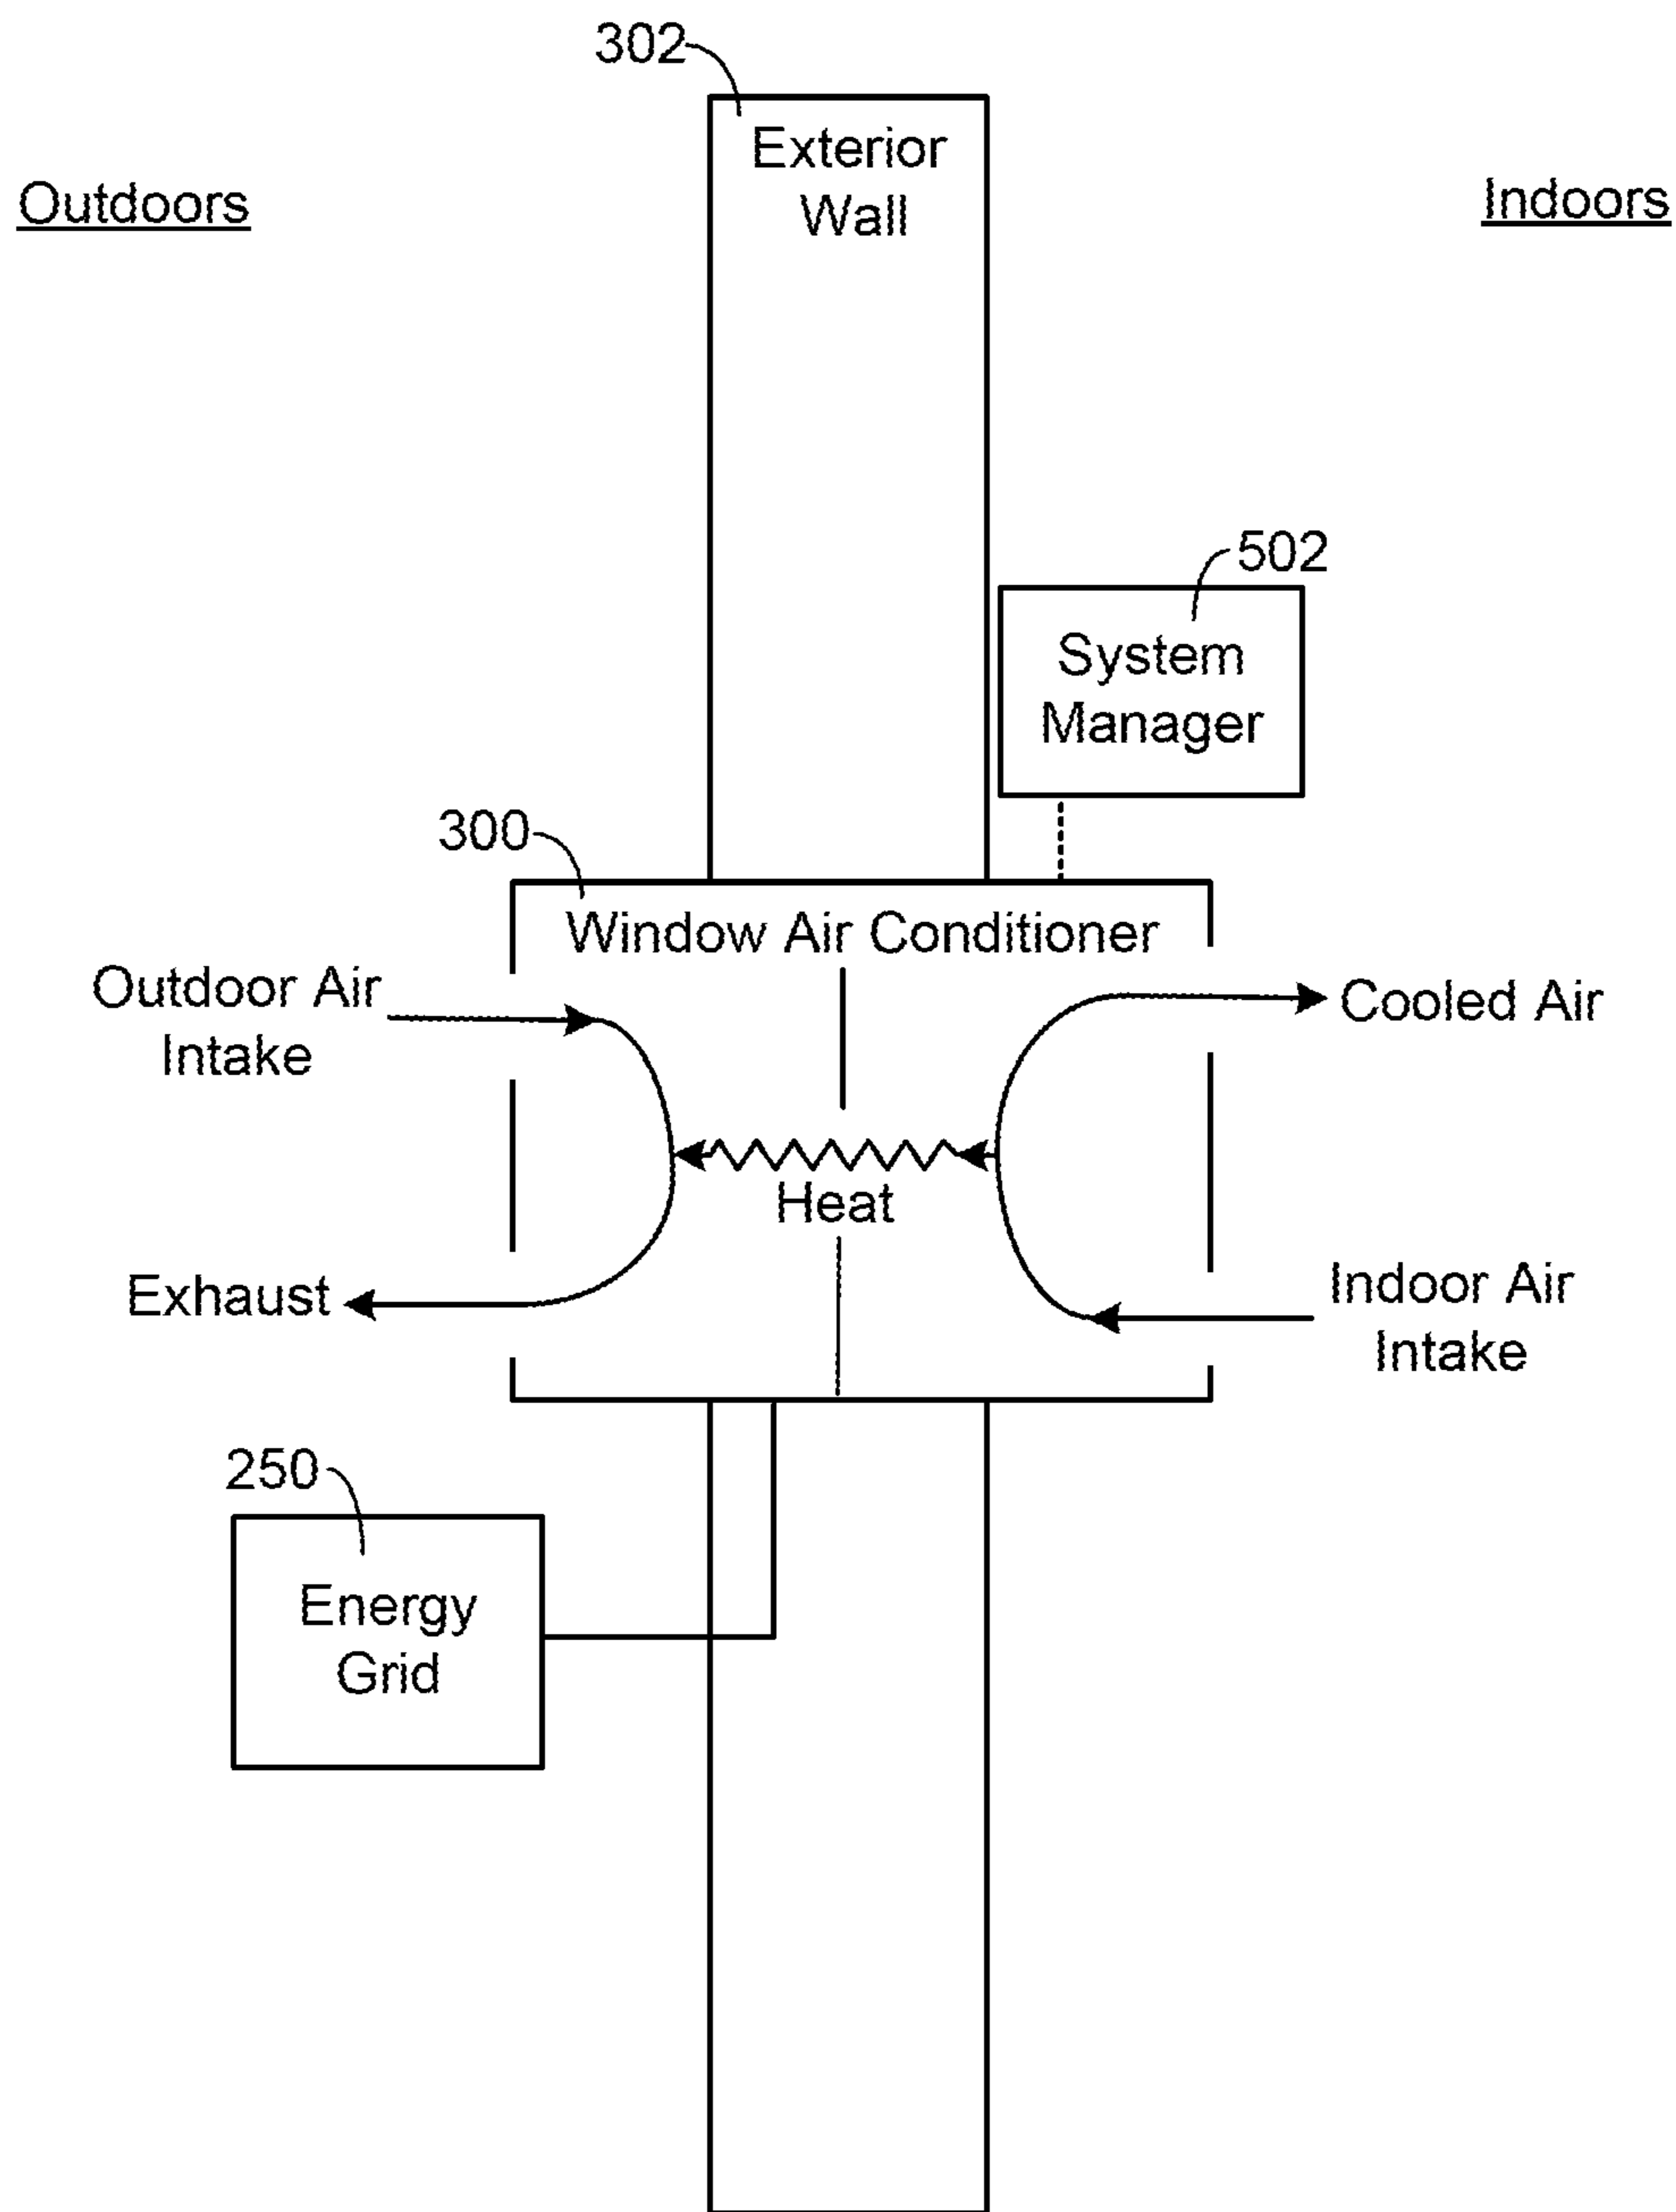 302
Exterior
Wall
Outdoors
Indoors
502
System
Manager
300
Window Air Conditioner
Outdoor Air
Intake
Cooled Air
Heat
Exhaust
Indoor Air
Intake
250
Energy
Grid